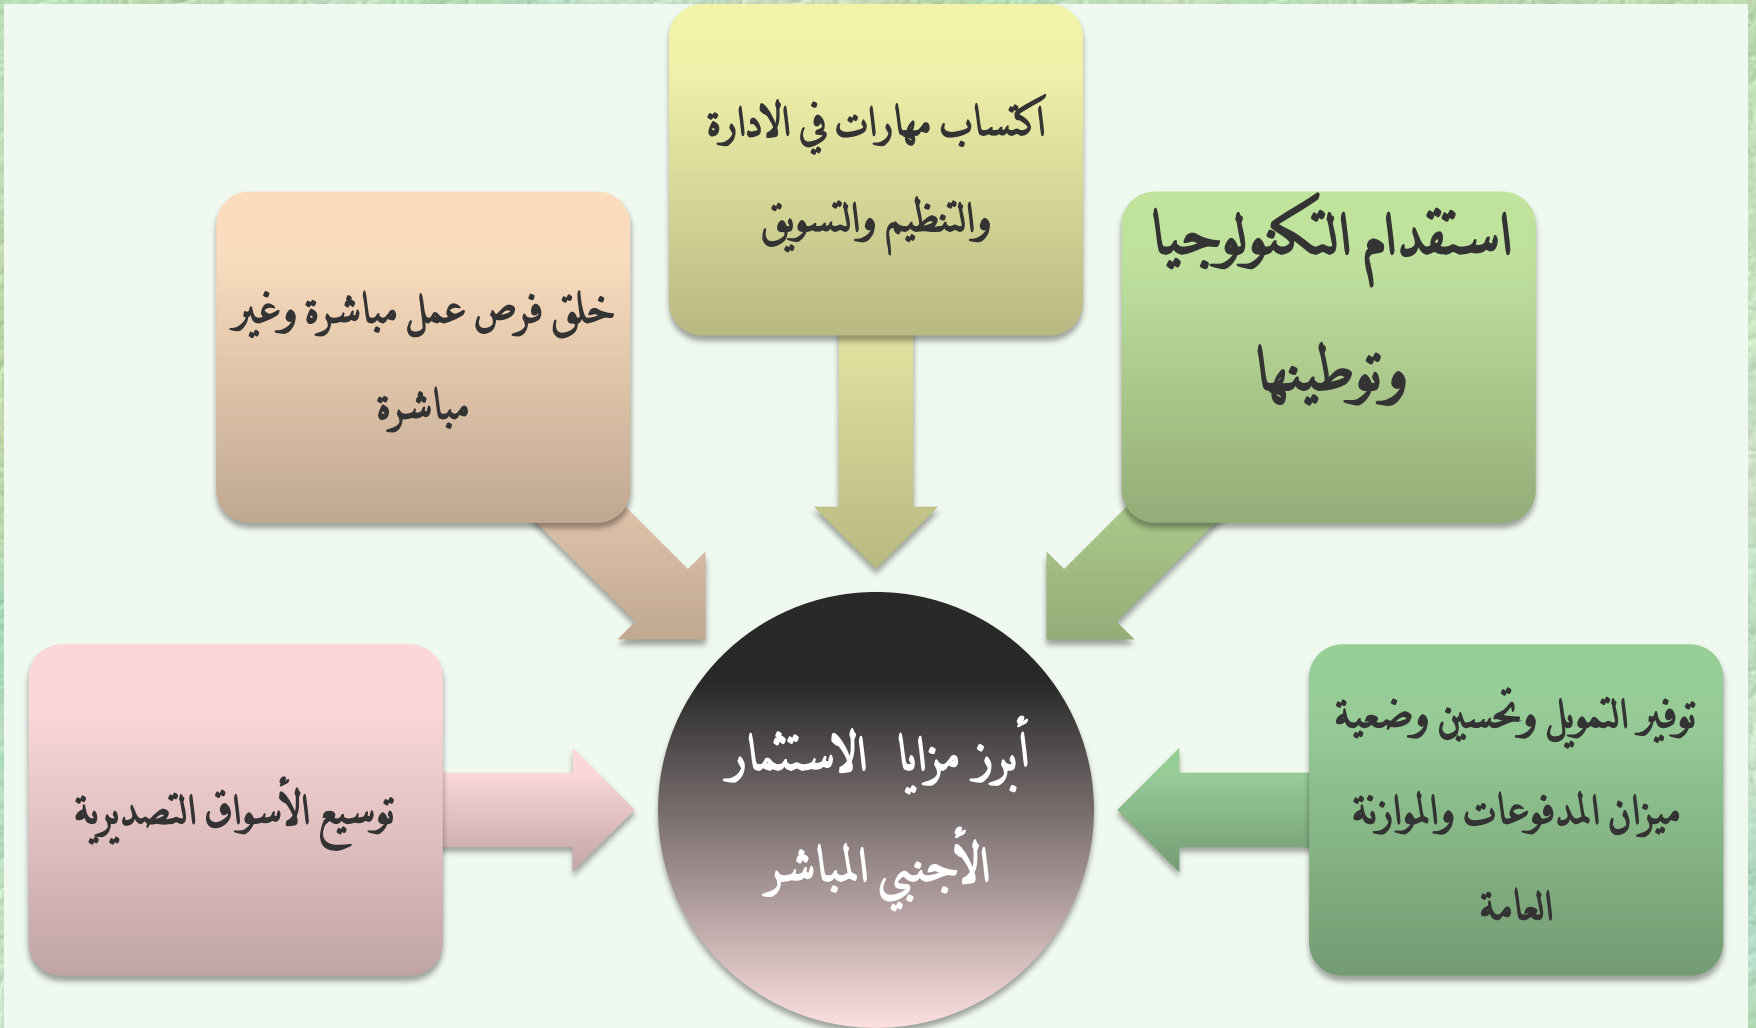 اكتساب مهارات في الادارة
والتنظيم والتسويق
استقدام التكنولوجيا
وتوطينها
خلق فرص عمل مباشرة وغير
مباشرة
توفير التمويل وتحسين وضعية
ميزان المدفوعات والموازنة
العامة
أبرز مزايا الاستثمار
الأجنبي المباشر
توسيع الأسواق التصديرية